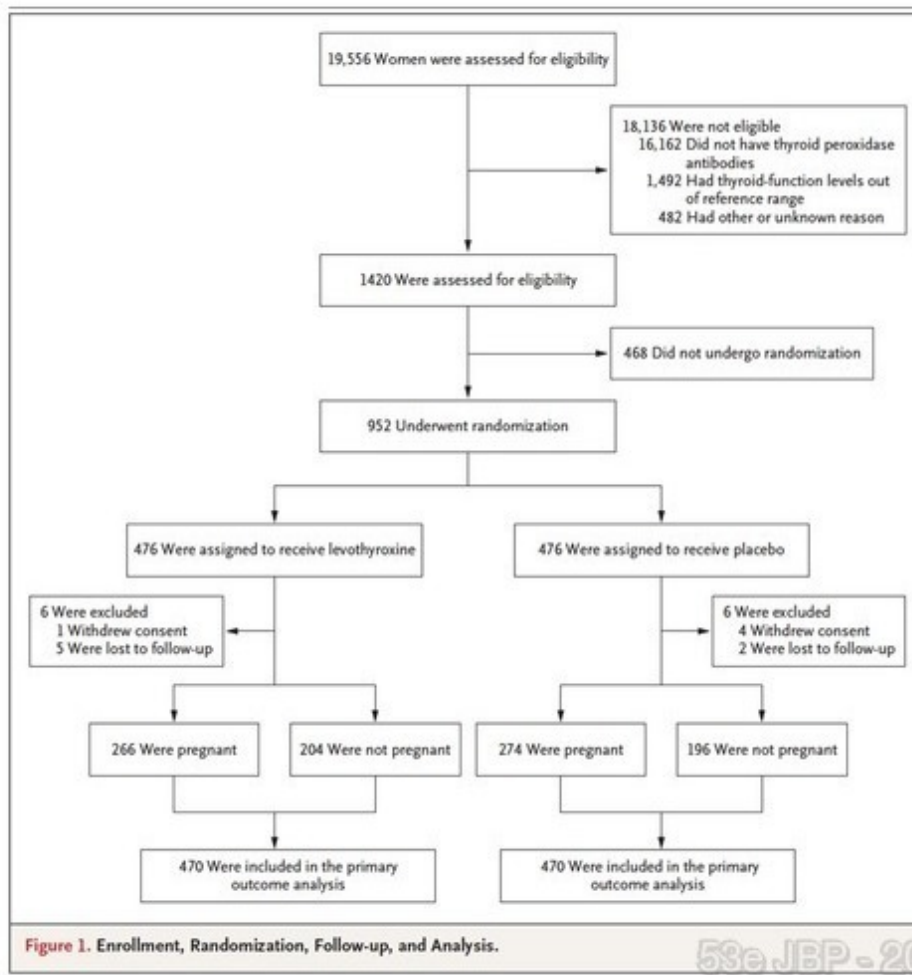 19,556 Women were assessed for eligibility
18,136 Were not eligible
16,162 Did not have thyroid peroxidase
antibodies
1,492 Had thyroid-function levels out
of reference range
482 Had other or unknown reason
1420 Were assessed for eligibility
468 Did not undergo randomization
952 Underwent randomization
476 Were assigned to receive levothyroxine
476 Were assigned to receive placebo
6 Were excluded
1 Withdrew consent
5 Were lost to follow-up
6 Were excluded
4 Withdrew consent
2 Were lost to follow-up
266 Were pregnant
204 Were not pregnant
274 Were pregnant
196 Were not pregnant
470 Were included in the primary
outcome analysis
470 Were included in the primary
outcome analysis
Figure 1. Enrollment, Randomization, Follow-up, and Analysis.
53e JBP - 20